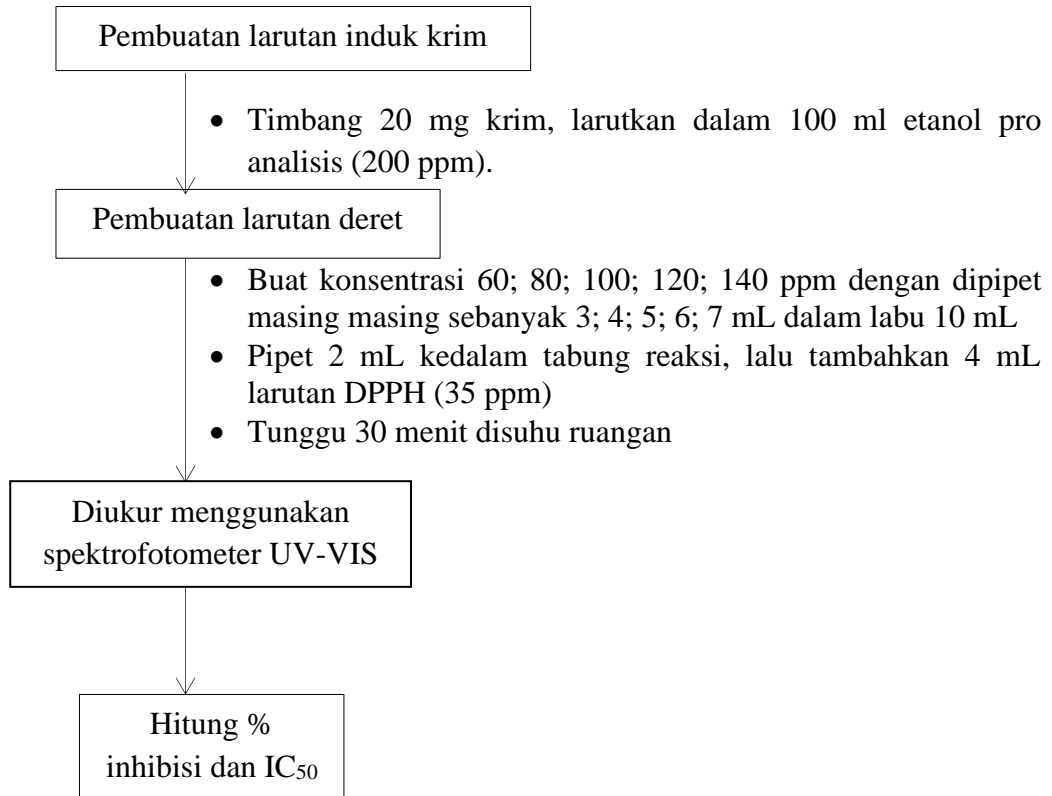 Pembuatan larutan induk krim
• Timbang 20 mg krim, larutkan dalam 100 ml etanol pro
analisis (200 ppm).
Pembuatan larutan deret
• Buat konsentrasi 60; 80; 100; 120; 140 ppm dengan dipipet
masing masing sebanyak 3; 4; 5; 6; 7 mL dalam labu 10 mL
• Pipet 2 mL kedalam tabung reaksi, lalu tambahkan 4 mL
larutan DPPH (35 ppm)
• Tunggu 30 menit disuhu ruangan
Diukur menggunakan
spektrofotometer UV-VIS
Hitung %
inhibisi dan IC₅₀